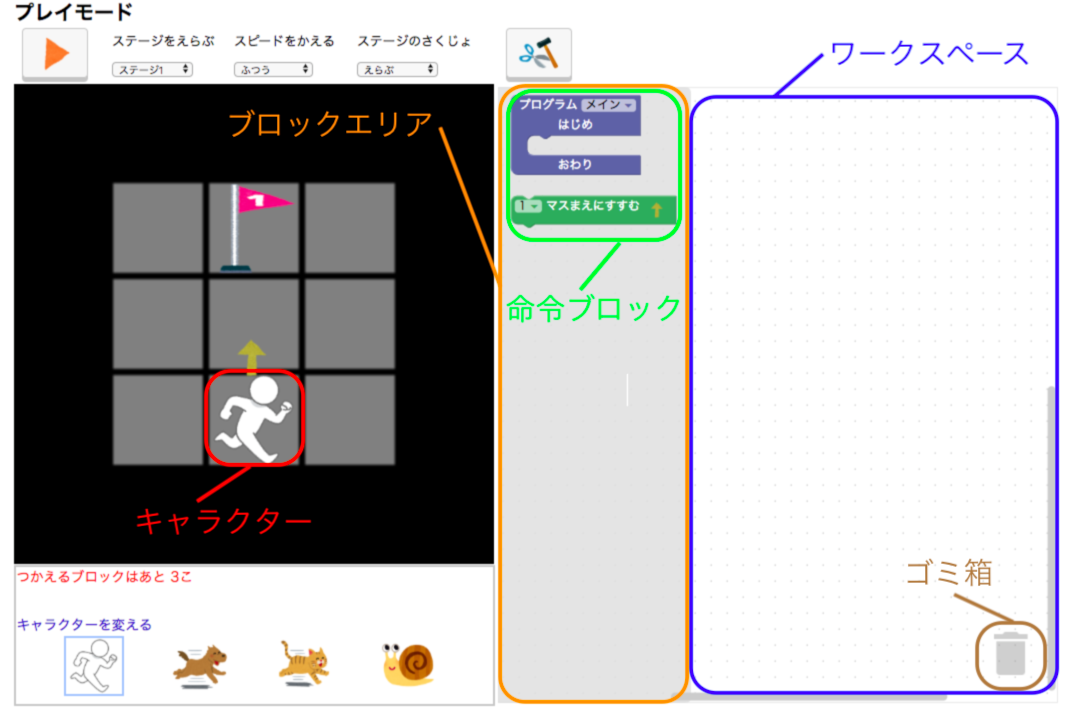 プレイモード
ステージをえらぶ スピードをかえる ステージのさくじょ
ステージ1 ふつう えらぶ
ワークスペース
ブロックエリア
プログラム メイン
はじめ
おわり
1 マスまえにすすむ
命令ブロック
キャラクター
つかえるブロックはあと 3こ
キャラクターを変える
ゴミ箱